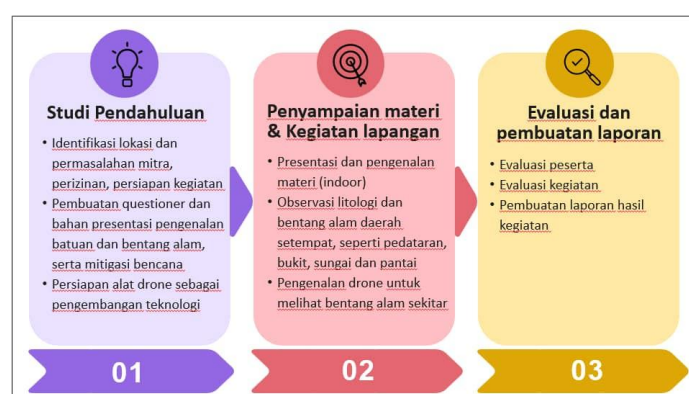 Studi Pendahuluan
• Identifikasi lokasi dan
permasalahan mitra,
perizinan, persiapan kegiatan
• Pembuatan questioner dan
bahan presentasi pengenalan
batuan dan bentang alam,
serta mitigasi bencana
• Persiapan alat drone sebagai
pengembangan teknologi
01
Penyampaian materi
& Kegiatan lapangan
• Presentasi dan pengenalan
materi (indoor)
• Observasi litologi dan
bentang alam daerah
setempat, seperti pedataran,
bukit, sungai dan pantai
• Pengenalan drone untuk
melihat bentang alam sekitar
02
Evaluasi dan
pembuatan laporan
• Evaluasi peserta
• Evaluasi kegiatan
• Pembuatan laporan hasil
kegiatan
03